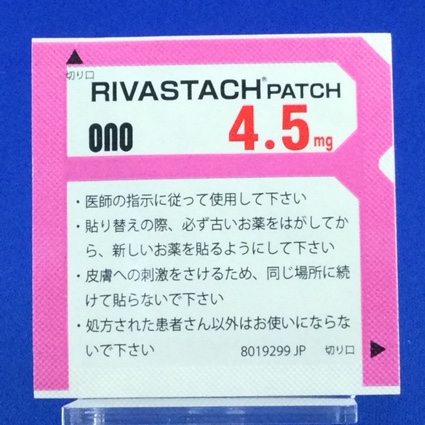 切り口
RIVASTACH® PATCH
ono 4.5mg
・医師の指示に従って使用して下さい
・貼り替えの際、必ず古いお薬をはがしてか
ら、新しいお薬を貼るようにして下さい
・皮膚への刺激をさけるため、同じ場所に続
けて貼らないで下さい
・処方された患者さん以外はお使いにならな
いで下さい
8019299 JP 切り口